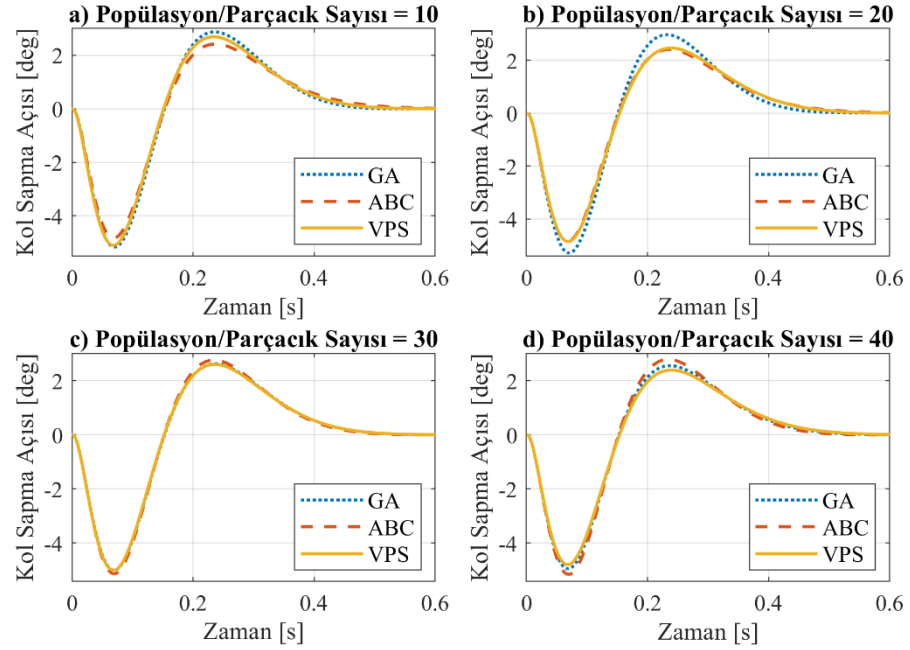 a) Popülasyon/Parçacık Sayısı = 10
Kol Sapma Açısı [deg]
2
0
-2
-4
GA
ABC
VPS
0
0.2
0.4
0.6
Zaman [s]
b) Popülasyon/Parçacık Sayısı = 20
Kol Sapma Açısı [deg]
2
0
-2
-4
GA
ABC
VPS
0
0.2
0.4
0.6
Zaman [s]
c) Popülasyon/Parçacık Sayısı = 30
Kol Sapma Açısı [deg]
2
0
-2
-4
GA
ABC
VPS
0
0.2
0.4
0.6
Zaman [s]
d) Popülasyon/Parçacık Sayısı = 40
Kol Sapma Açısı [deg]
2
0
-2
-4
GA
ABC
VPS
0
0.2
0.4
0.6
Zaman [s]